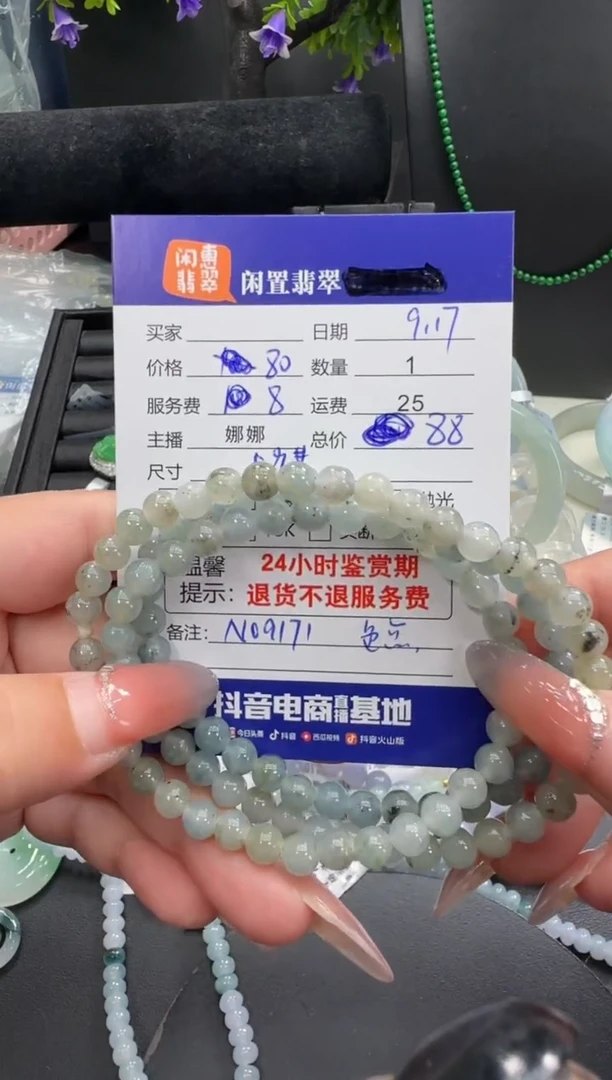 闲惠
翡翠
闲置翡翠
买家 日期 9.17
价格 80 数量 1
服务费 8 运费 25
主播 娜娜 总价 88
尺寸
抛光
温馨 24小时鉴赏期
提示: 退货不退服务费
备注: N09171
抖音电商直播基地
今日头条 抖音 西瓜视频 抖音火山版